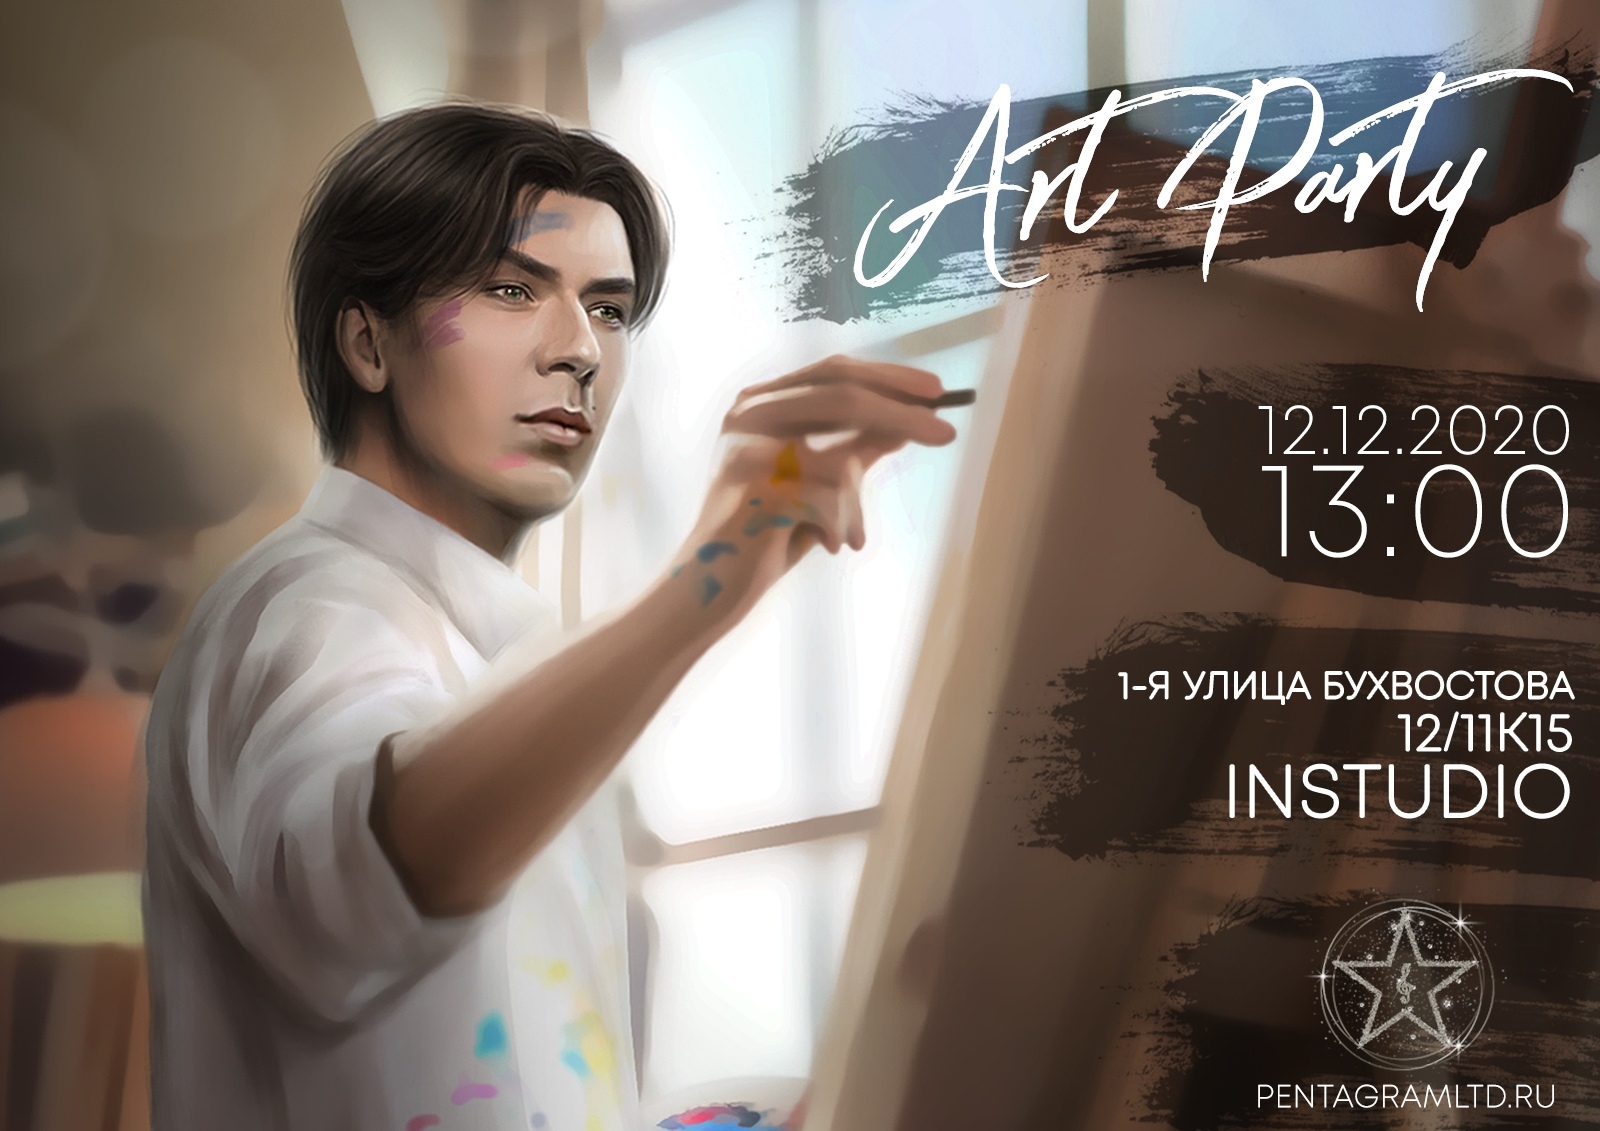 Art Party
12.12.2020
13:00
1-Я УЛИЦА БУХВОСТОВА
12/11К15
INSTUDIO
PENTAGRAMLTD.RU